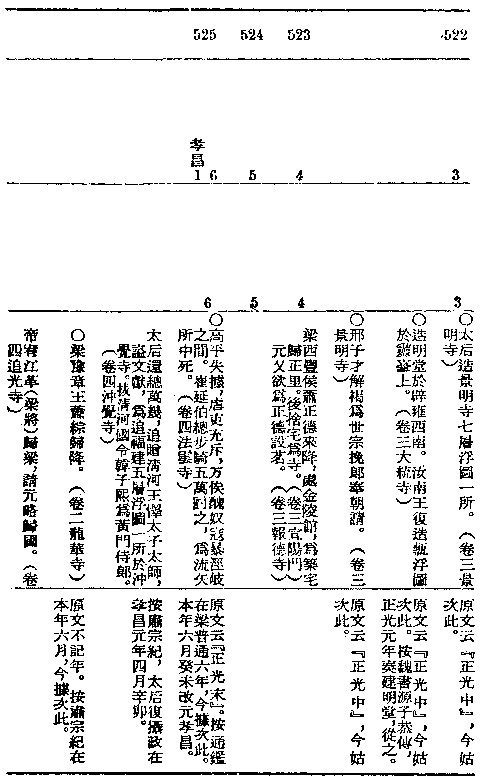 522
3
3
〇太后造景明寺七層浮圖一所。（卷三景
明寺）
原文云『正光中』，今姑
次此。
〇造明堂於辟雍西南。汝南王復造磚浮圖
於靈臺上。（卷三大統寺）
原文云『正光中』，今姑
次此。按魏書源子恭傳，
正光元年奏建明堂，從之。
〇邢子才解褐爲世宗挽郎奉朝請。（卷三
景明寺）
原文云『正光中』，今姑
次此。
523
4
4
梁西豐侯蕭正德來降，處金陵館，爲築宅
歸正里。後捨宅爲寺。（卷三宣陽門）
元乂欲爲正德設茗。（卷三報德寺）
524
5
5
525
孝昌
1 6
6
〇高平失據，虐吏充斥，万俟醜奴寇暴涇岐
之間。崔延伯總步騎五萬討之，爲流矢
所中死。（卷四法雲寺）
原文云『正光末』。按通鑑
在梁普通六年，今據次此。
本年六月癸未改元孝昌。
太后還總萬機，追贈清河王懌太子太師，
謚文獻，爲追福建五層浮圖一所於沖
覺寺。拔清河國令韓子熙爲黃門侍郎。
（卷四沖覺寺）
按肅宗紀，太后復攝政在
孝昌元年四月辛卯。
〇梁豫章王蕭綜歸降。（卷二龍華寺）
原文不記年。按肅宗紀在
本年六月，今據次此。
帝宥江革（梁將）歸梁，請元略歸國。（卷
四追光寺）